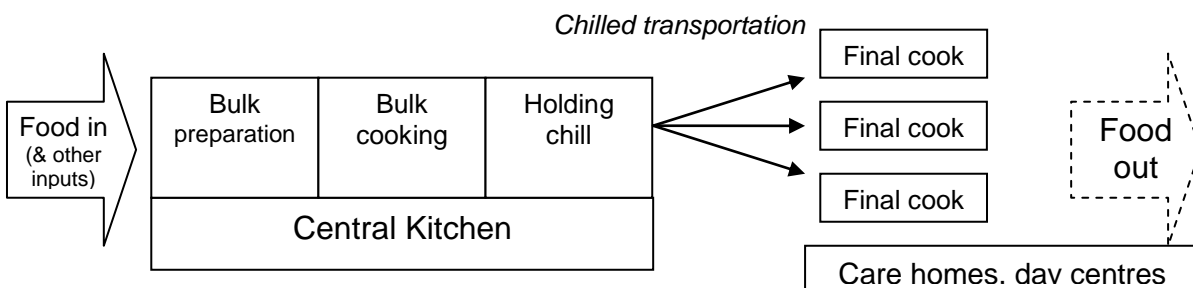 Chilled transportation
Food in
(& other
inputs)
Bulk
preparation
Bulk
cooking
Holding
chill
Central Kitchen
Final cook
Final cook
Final cook
Food
out
Care homes, day centres